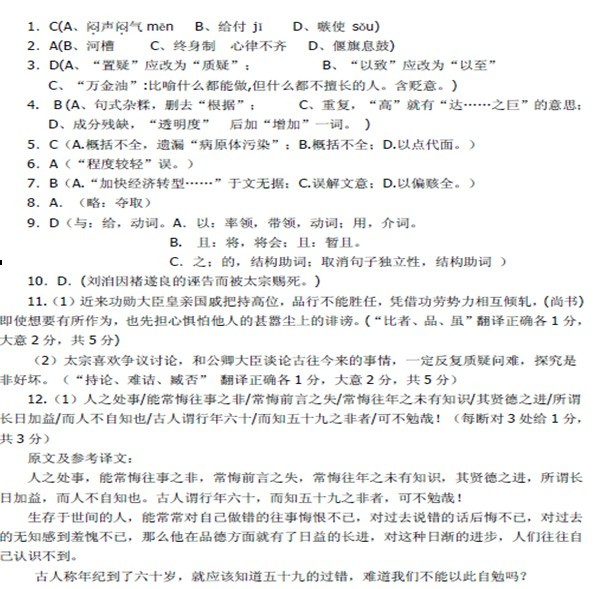 1．C(A、闷声闷气 mēn　B、给付 jǐ　D、嗾使 sǒu)
2．A(B、河槽　C、终身制　心律不齐　D、偃旗息鼓)
3．D(A、“置疑”应改为“质疑”；　B、“以致”应改为“以至”
C、“万金油”:比喻什么都能做,但什么都不擅长的人。含贬意。)
4．B(A、句式杂糅，删去“根据”；　C、重复，“高”就有“达……之巨”的意思;
D、成分残缺，“透明度”　后加“增加”一词。 )
5．C（A.概括不全，遗漏“病原体污染”；B.概括不全；D.以点代面。）
6．A（“程度较轻”误。）
7．B(A.“加快经济转型……”于文无据；C.误解文意；D.以偏赅全。)
8．A．（略：夺取）
9．D（与：给，动词。A．以：率领，带领，动词；用，介词。
B．且：将，将会；且：暂且。
C．之：的，结构助词；取消句子独立性，结构助词 ）
10．D．(刘洎因褚遂良的诬告而被太宗赐死。)
11.（1）近来功勋大臣皇亲国戚把持高位，品行不能胜任，凭借功劳势力相互倾轧，(尚书)
即使想要有所作为，也先担心惧怕他人的甚嚣尘上的诽谤。(“比者、品、虽”翻译正确各1分，
大意2分，共5分)
（2）太宗喜欢争议讨论，和公卿大臣谈论古往今来的事情，一定反复质疑问难，探究是
非好坏。（“持论、难诘、臧否” 翻译正确各1分，大意2分，共5分）
12.（1）人之处事/能常悔往事之非/常悔前言之失/常悔往年之未有知识/其贤德之进/所谓
长日加益/而人不自知也/古人谓行年六十/而知五十九之非者/可不勉哉！（每断对3处给1分，
共3分）
原文及参考译文：
人之处事，能常悔往事之非，常悔前言之失，常悔往年之未有知识，其贤德之进，所谓长
日加益，而人不自知也。古人谓行年六十，而知五十九之非者，可不勉哉！
生存于世间的人，能常常对自己做错的往事悔恨不已，对过去说错的话后悔不已，对过去
的无知感到羞愧不已，那么他在品德方面就有了日益的长进，对这种日渐的进步，人们往往自
己认识不到。
古人称年纪到了六十岁，就应该知道五十九的过错，难道我们不能以此自勉吗？